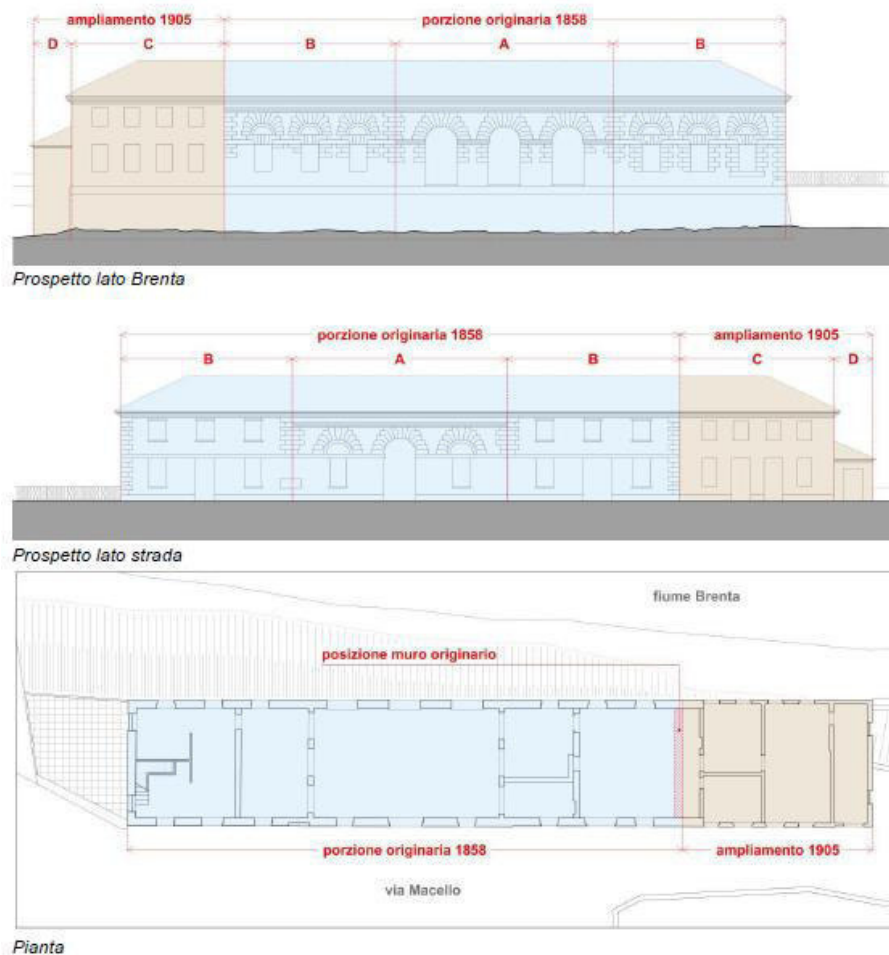 ampliamento 1905 porzione originaria 1858
D C B A B
Prospetto lato Brenta
porzione originaria 1858 ampliamento 1905
B A B C D
Prospetto lato strada
fiume Brenta
posizione muro originario
porzione originaria 1858 ampliamento 1905
via Macello
Pianta